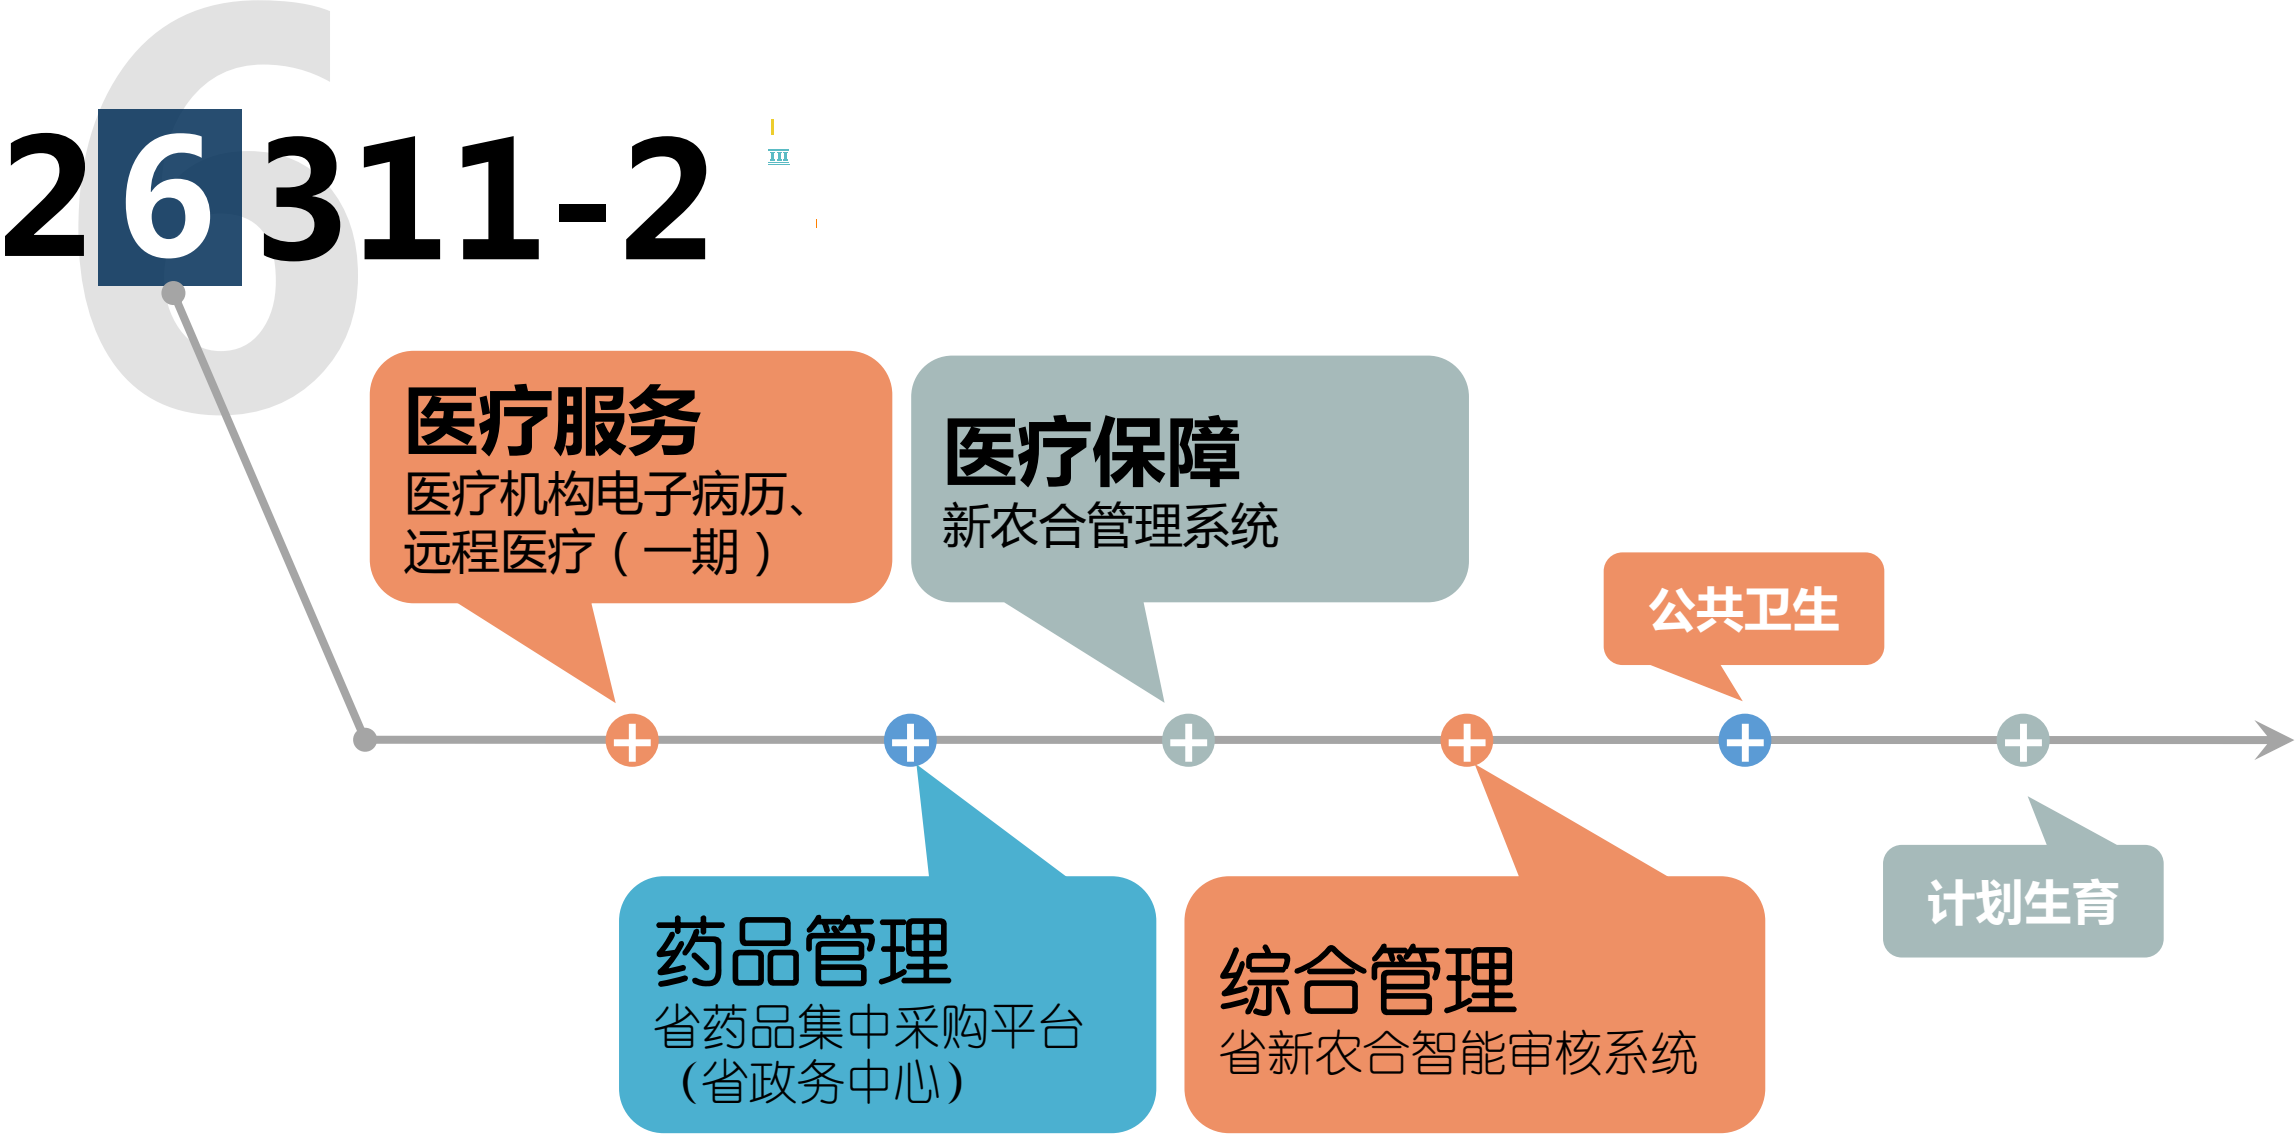 26311-2
6
医疗服务
医疗机构电子病历、
远程医疗（一期）
医疗保障
新农合管理系统
公共卫生
药品管理
省药品集中采购平台
（省政务中心）
综合管理
省新农合智能审核系统
计划生育